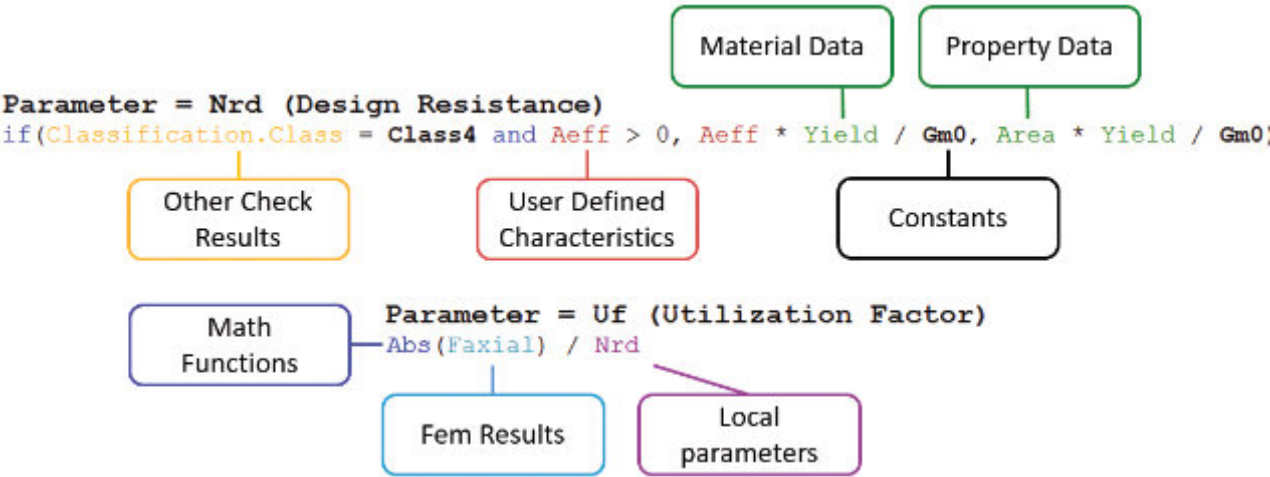 Material Data
Property Data
Parameter = Nrd (Design Resistance)
if(Classification.Class = Class4 and Aeff > 0, Aeff * Yield / Gm0, Area * Yield / Gm0)
Other Check
Results
User Defined
Characteristics
Constants
Math
Functions
Parameter = Uf (Utilization Factor)
Abs(Faxial) / Nrd
Fem Results
Local
parameters